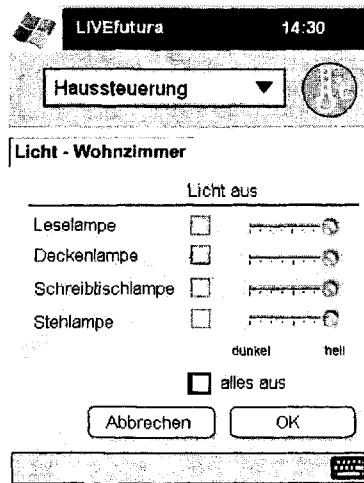 LIVEfutura 14:30
Haussteuerung
Licht - Wohnzimmer
Licht aus
Leselampe
Deckenlampe
Schreibtischlampe
Stehlampe
dunkel hell
alles aus
Abbrechen OK